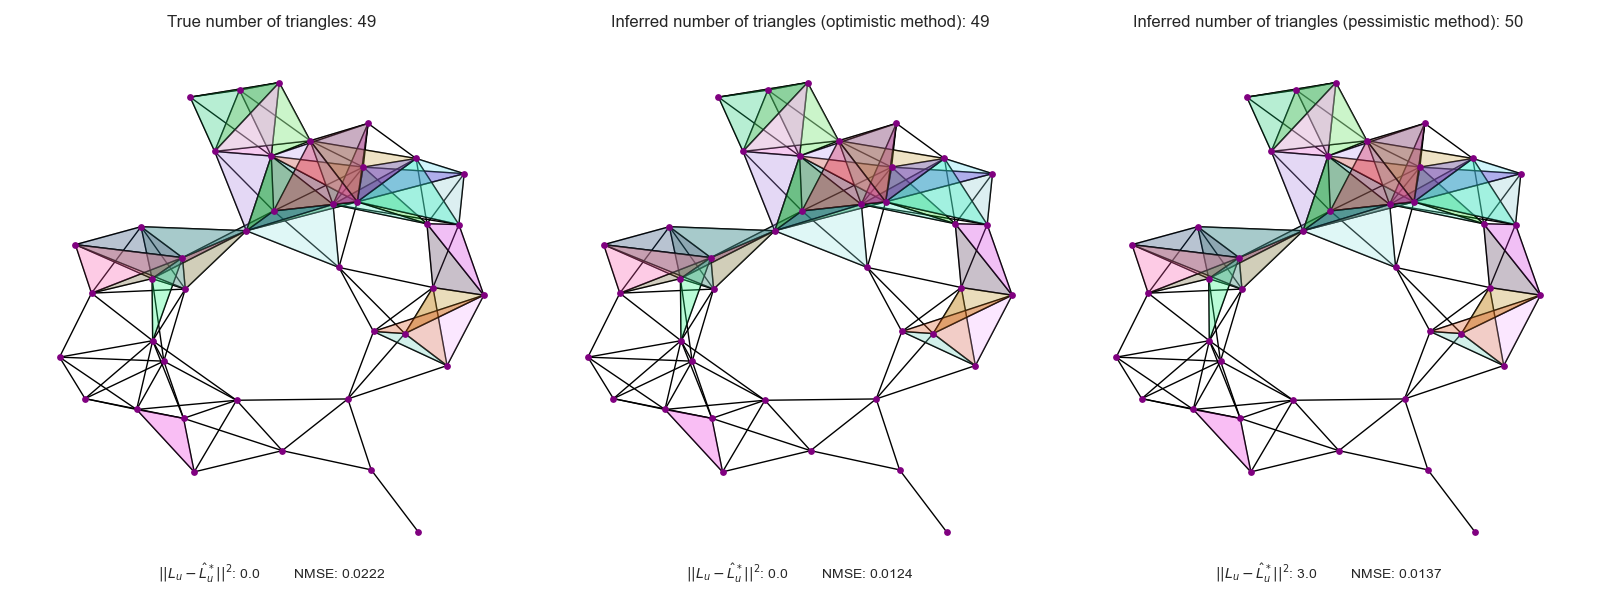 True number of triangles: 49
Inferred number of triangles (optimistic method): 49
Inferred number of triangles (pessimistic method): 50
$||L_u - \hat{L}_u^*||^2$: 0.0 NMSE: 0.0222
$||L_u - \hat{L}_u^*||^2$: 0.0 NMSE: 0.0124
$||L_u - \hat{L}_u^*||^2$: 3.0 NMSE: 0.0137